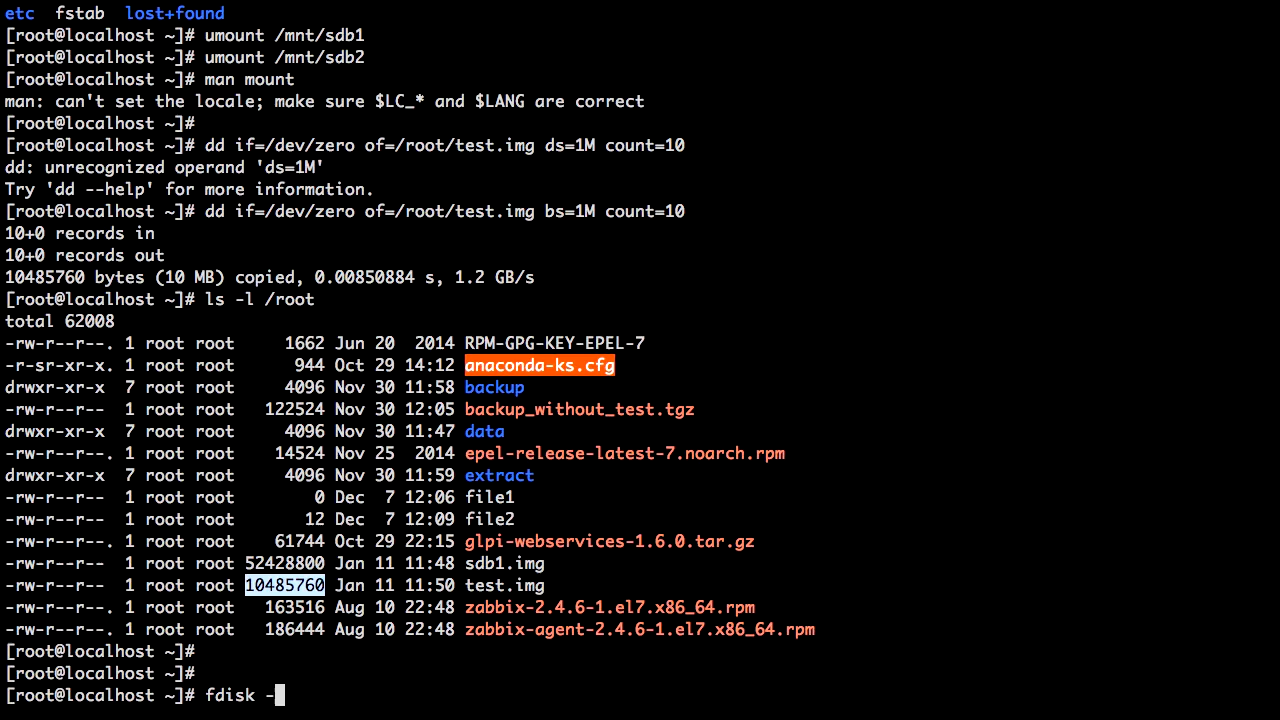 etc  fstab  lost+found
[root@localhost ~]# umount /mnt/sdb1
[root@localhost ~]# umount /mnt/sdb2
[root@localhost ~]# man mount
man: can't set the locale; make sure $LC_* and $LANG are correct
[root@localhost ~]#
[root@localhost ~]# dd if=/dev/zero of=/root/test.img ds=1M count=10
dd: unrecognized operand 'ds=1M'
Try 'dd --help' for more information.
[root@localhost ~]# dd if=/dev/zero of=/root/test.img bs=1M count=10
10+0 records in
10+0 records out
10485760 bytes (10 MB) copied, 0.00850884 s, 1.2 GB/s
[root@localhost ~]# ls -l /root
total 62008
-rw-r--r--. 1 root root     1662 Jun 20  2014 RPM-GPG-KEY-EPEL-7
-r-sr-xr-x. 1 root root      944 Oct 29 14:12 anaconda-ks.cfg
drwxr-xr-x  7 root root     4096 Nov 30 11:58 backup
-rw-r--r--  1 root root   122524 Nov 30 12:05 backup_without_test.tgz
drwxr-xr-x  7 root root     4096 Nov 30 11:47 data
-rw-r--r--. 1 root root    14524 Nov 25  2014 epel-release-latest-7.noarch.rpm
drwxr-xr-x  7 root root     4096 Nov 30 11:59 extract
-rw-r--r--  1 root root        0 Dec  7 12:06 file1
-rw-r--r--  1 root root       12 Dec  7 12:09 file2
-rw-r--r--. 1 root root    61744 Oct 29 22:15 glpi-webservices-1.6.0.tar.gz
-rw-r--r--  1 root root 52428800 Jan 11 11:48 sdb1.img
-rw-r--r--  1 root root 10485760 Jan 11 11:50 test.img
-rw-r--r--. 1 root root   163516 Aug 10 22:48 zabbix-2.4.6-1.el7.x86_64.rpm
-rw-r--r--. 1 root root   186444 Aug 10 22:48 zabbix-agent-2.4.6-1.el7.x86_64.rpm
[root@localhost ~]#
[root@localhost ~]#
[root@localhost ~]# fdisk -